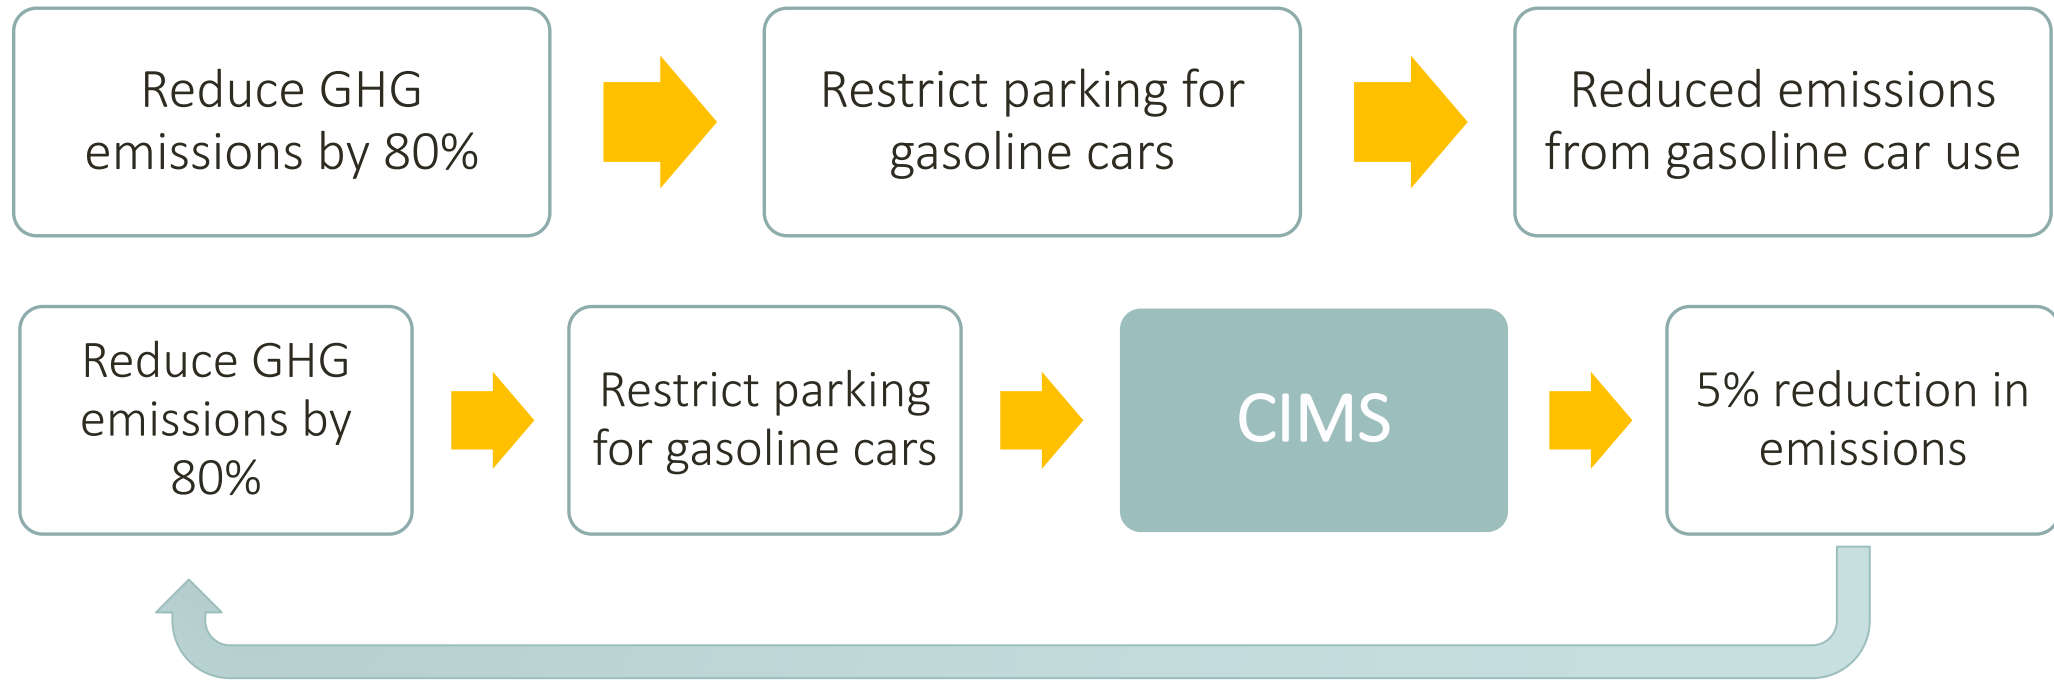 Reduce GHG
emissions by 80%
Restrict parking for
gasoline cars
Reduced emissions
from gasoline car use
Reduce GHG
emissions by
80%
Restrict parking
for gasoline cars
CIMS
5% reduction in
emissions